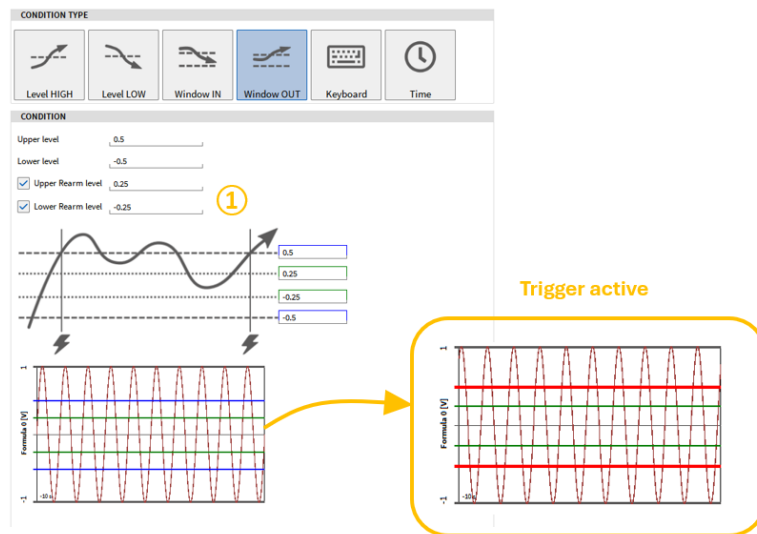 CONDITION TYPE
Level HIGH
Level LOW
Window IN
Window OUT
Keyboard
Time
CONDITION
Upper level 0.5
Lower level -0.5
Upper Rearm level 0.25
Lower Rearm level -0.25
①
0.5
0.25
-0.25
-0.5
Trigger active
1
Formula 0 [V]
-1
-10 s
1
Formula 0 [V]
-1